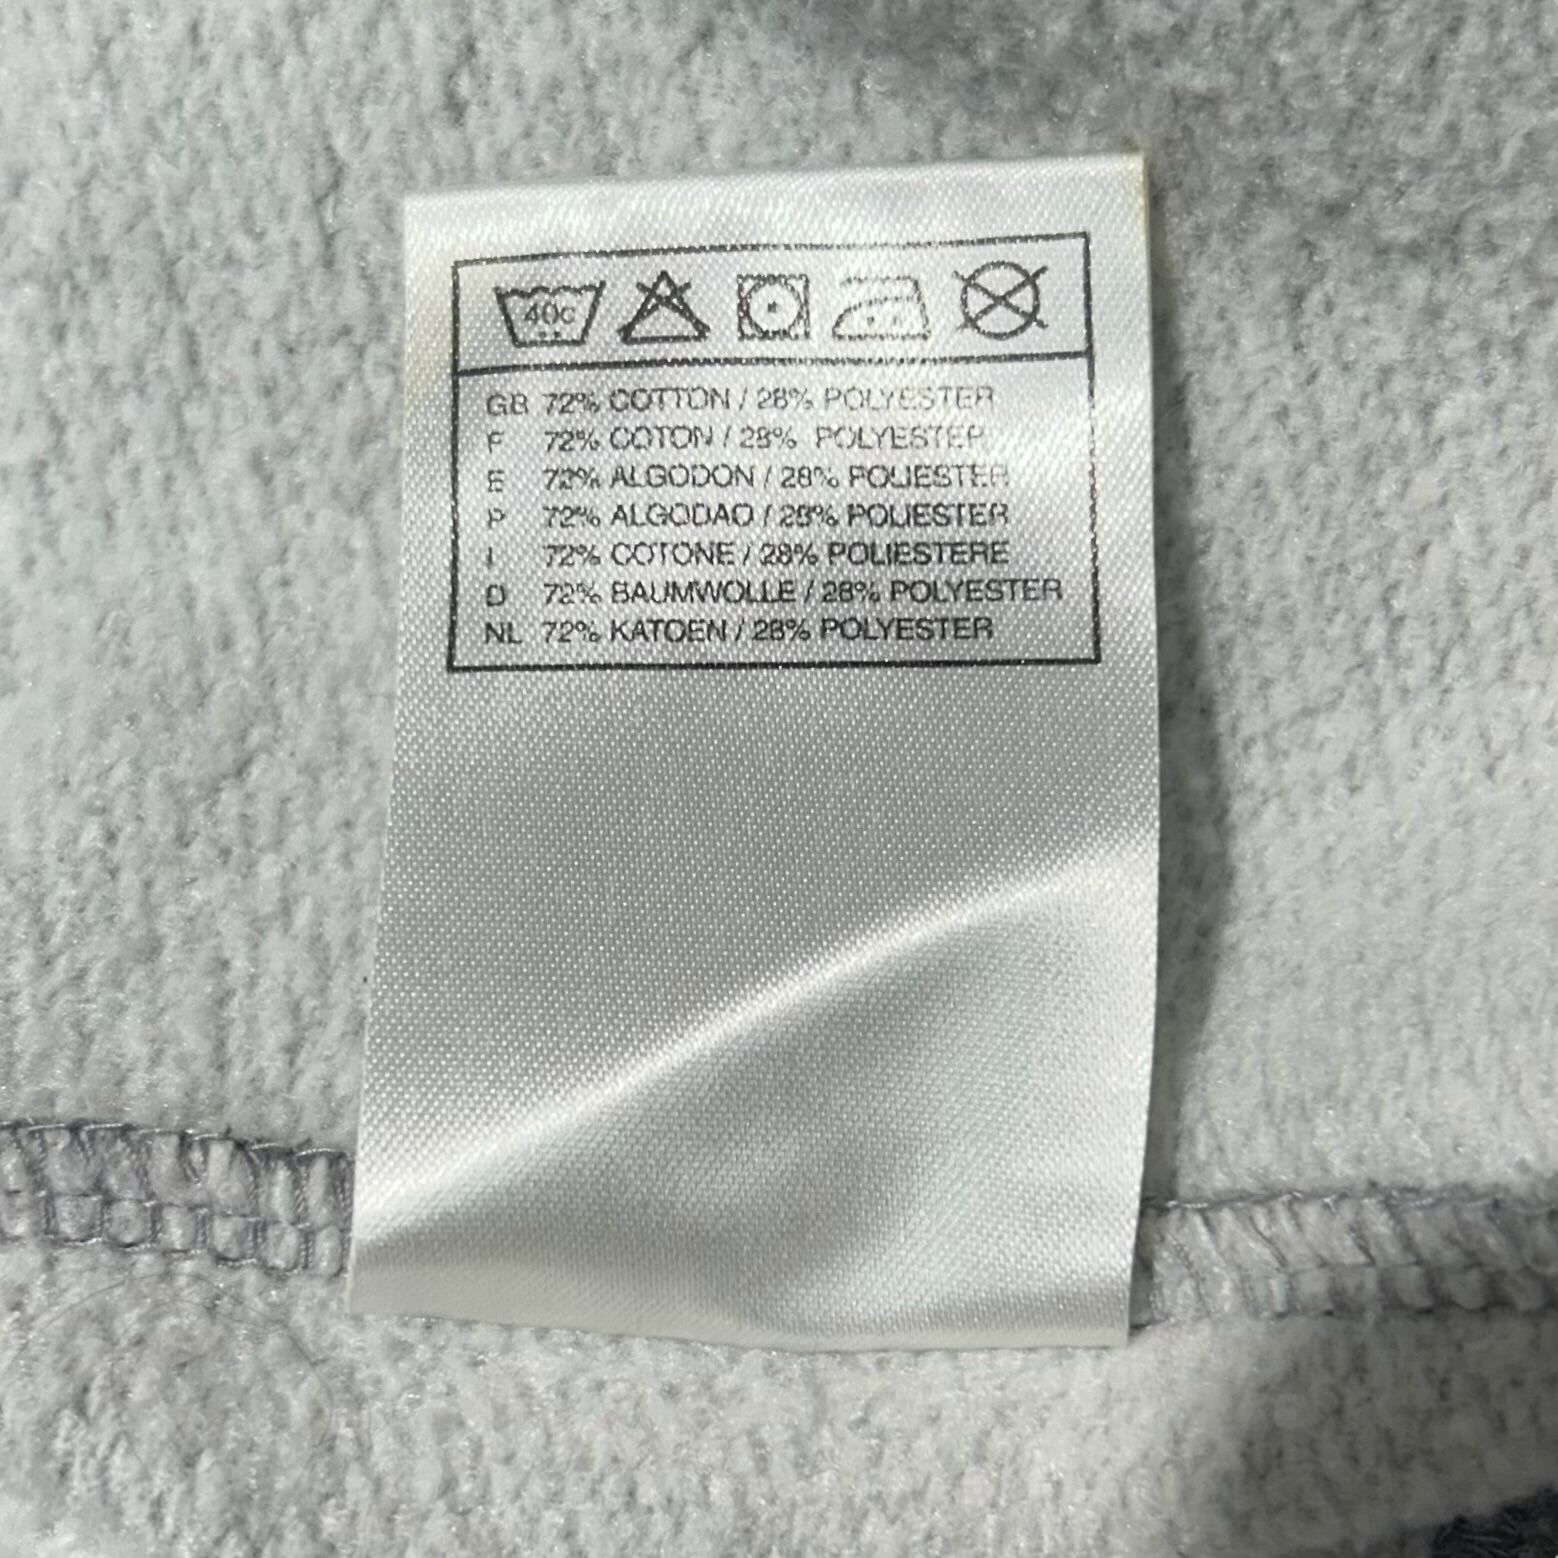 40c
GB 72% COTTON / 28% POLYESTER
F 72% COTON / 28% POLYESTER
E 72% ALGODON / 28% POLIESTER
P 72% ALGODAO / 28% POLIESTER
I 72% COTONE / 28% POLIESTERE
D 72% BAUMWOLLE / 28% POLYESTER
NL 72% KATOEN / 28% POLYESTER